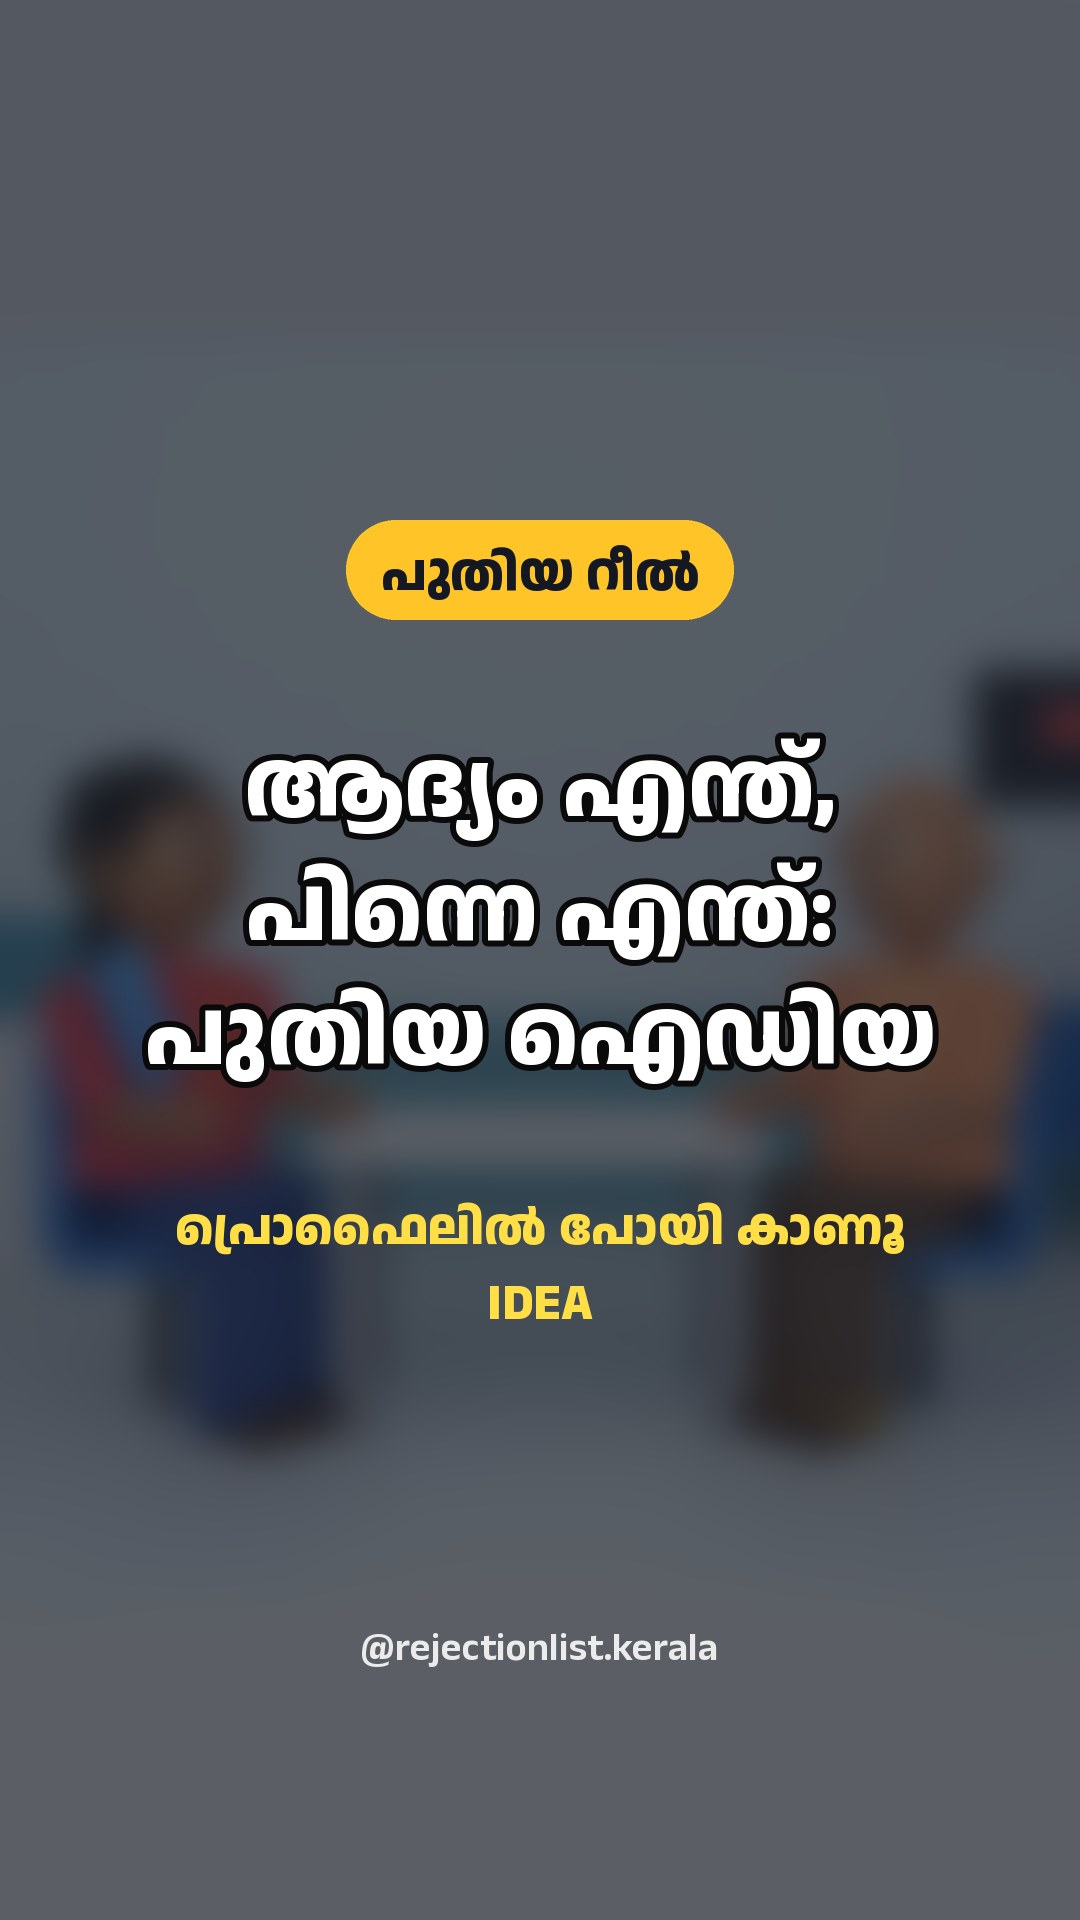 പുതിയ റീൽ
ആദ്യം എന്ത്,
പിന്നെ എന്ത്:
പുതിയ ഐഡിയ
പ്രൊഫൈലിൽ പോയി കാണൂ
IDEA
@rejectionlist.kerala